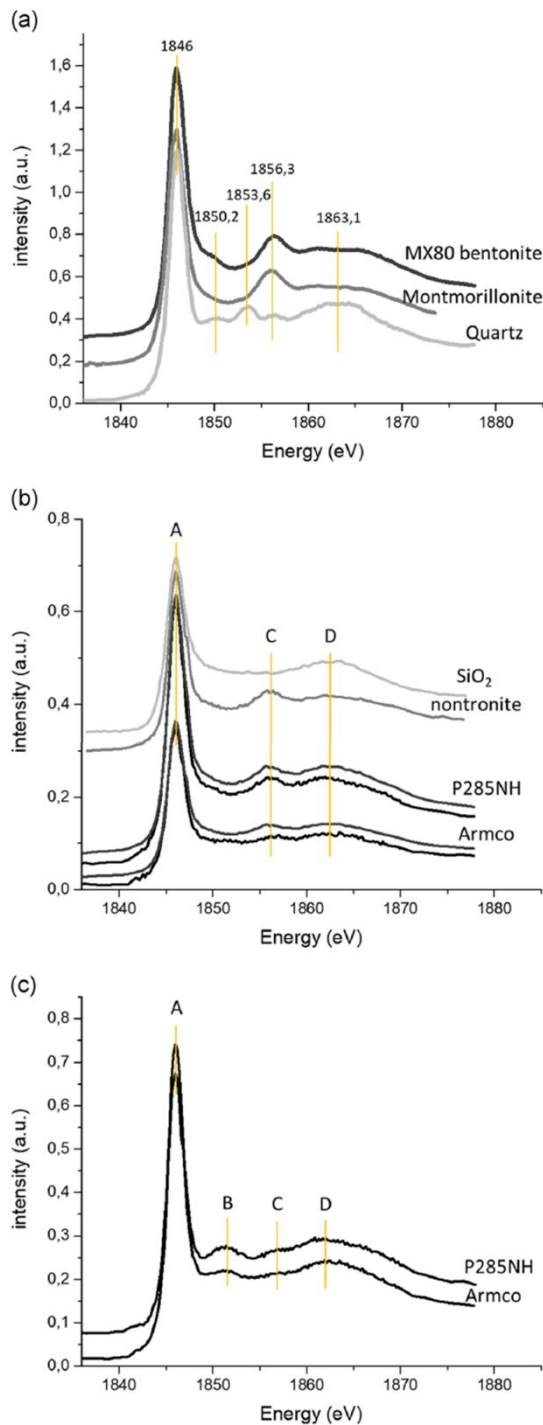 (a)
1846
1,6
1,4
1,2
1856,3
1853,6
1,0
1850,2
1863,1
0,8
MX80 bentonite
0,6
Montmorillonite
0,4
Quartz
0,2
0,0
intensity (a.u.)
1840 1850 1860 1870 1880
Energy (eV)
(b)
0,8
A
C D
0,6
SiO2
0,4
nontronite
P285NH
0,2
Armco
0,0
intensity (a.u.)
1840 1850 1860 1870 1880
Energy (eV)
(c)
A
0,8
0,7
0,6
0,5
0,4
B C D
0,3
P285NH
0,2
Armco
0,1
0,0
intensity (a.u.)
1840 1850 1860 1870 1880
Energy (eV)